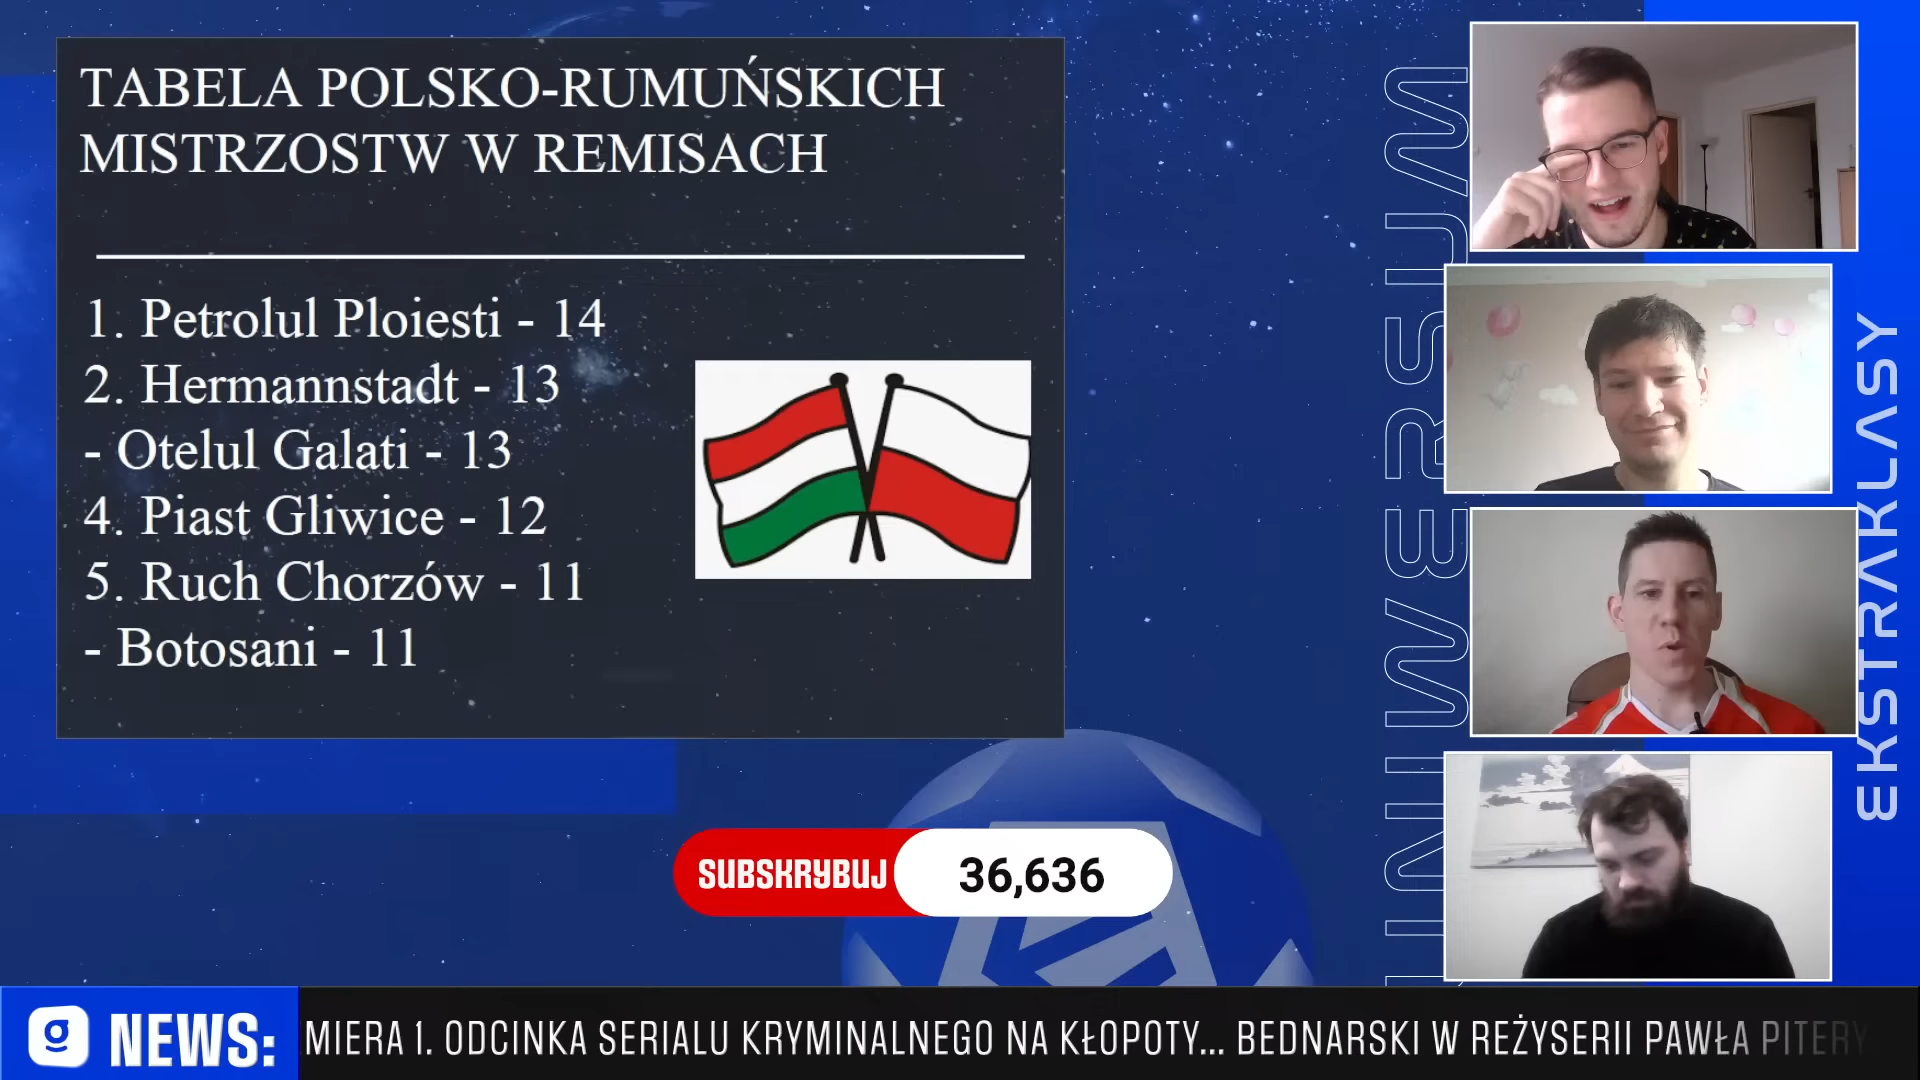 TABELA POLSKO-RUMUŃSKICH
MISTRZOSTW W REMISACH
1. Petrolul Ploiesti - 14
2. Hermannstadt - 13
- Otelul Galati - 13
4. Piast Gliwice - 12
5. Ruch Chorzów - 11
- Botosani - 11
UNIWERSUM
EKSTRAKLASY
SUBSKRYBUJ
36,636
g NEWS:
MIERA 1. ODCINKA SERIALU KRYMINALNEGO NA KŁOPOTY... BEDNARSKI W REŻYSERII PAWŁA PITERY